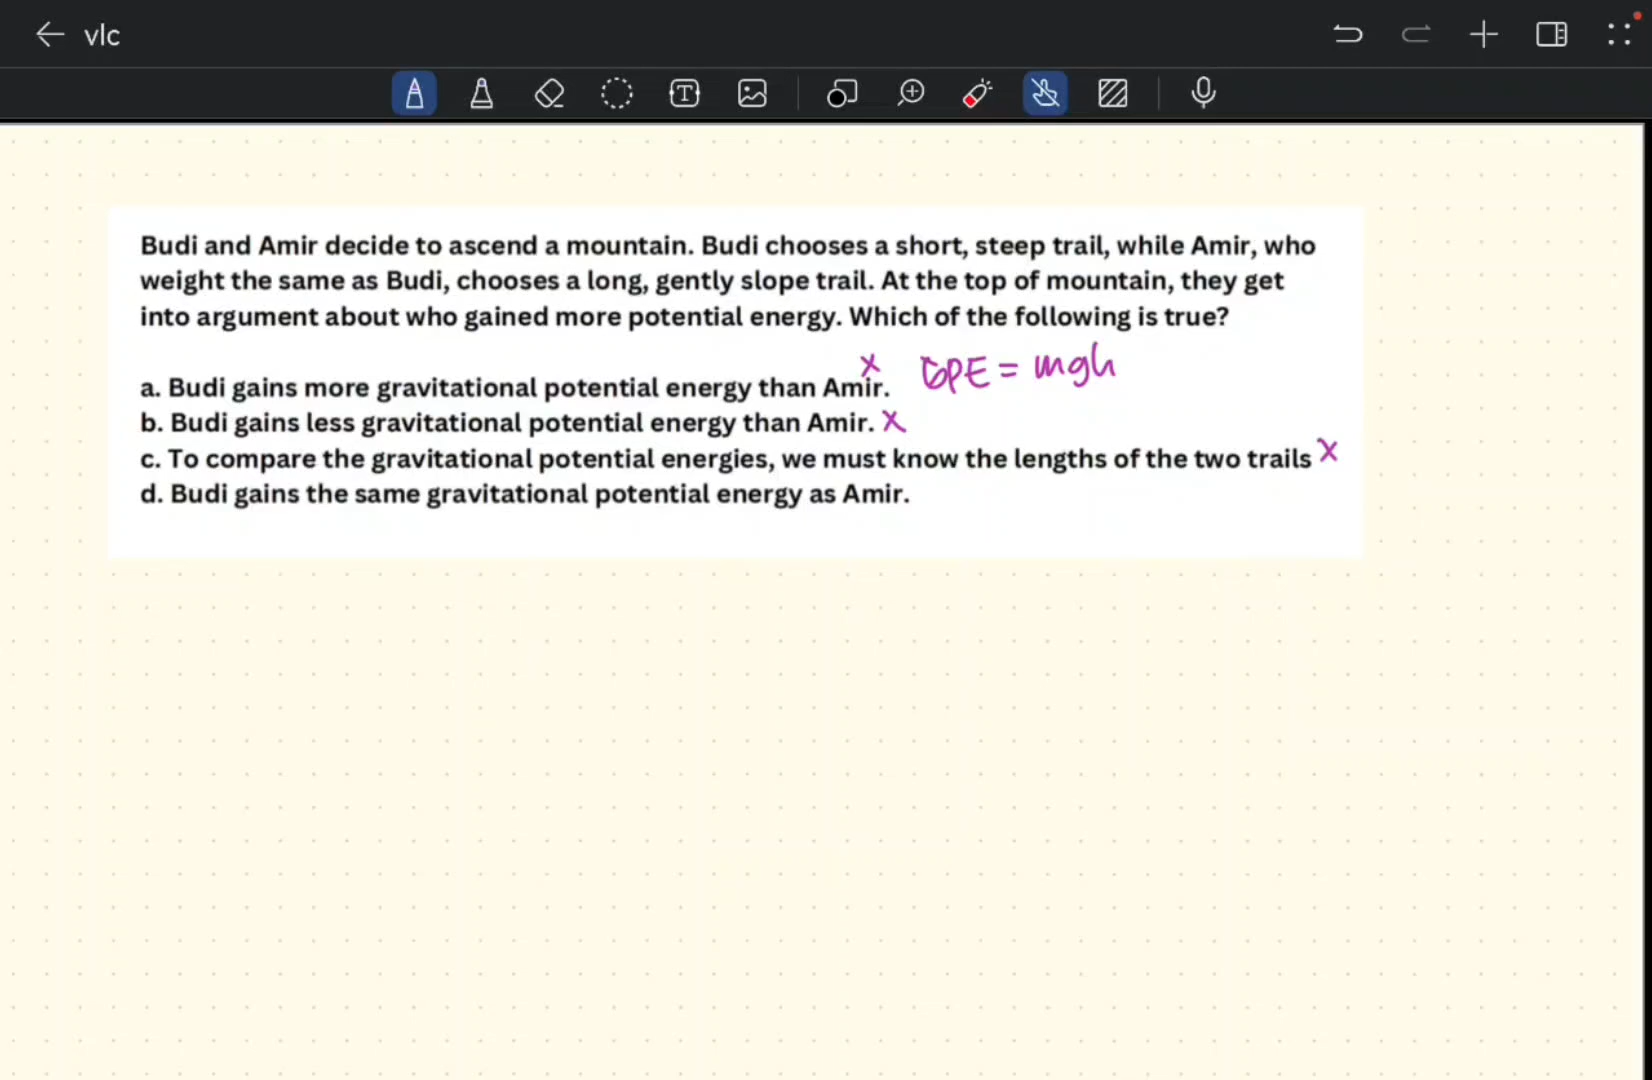 vlc
Budi and Amir decide to ascend a mountain. Budi chooses a short, steep trail, while Amir, who
weight the same as Budi, chooses a long, gently slope trail. At the top of mountain, they get
into argument about who gained more potential energy. Which of the following is true?
a. Budi gains more gravitational potential energy than Amir. x GPE = mgh
b. Budi gains less gravitational potential energy than Amir. x
c. To compare the gravitational potential energies, we must know the lengths of the two trails x
d. Budi gains the same gravitational potential energy as Amir.